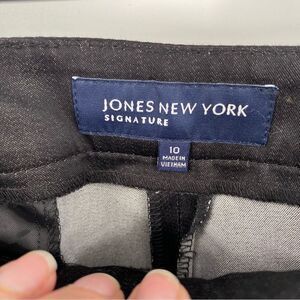 JONES NEW YORK
SIGNATURE
10
MADE IN
VIETNAM